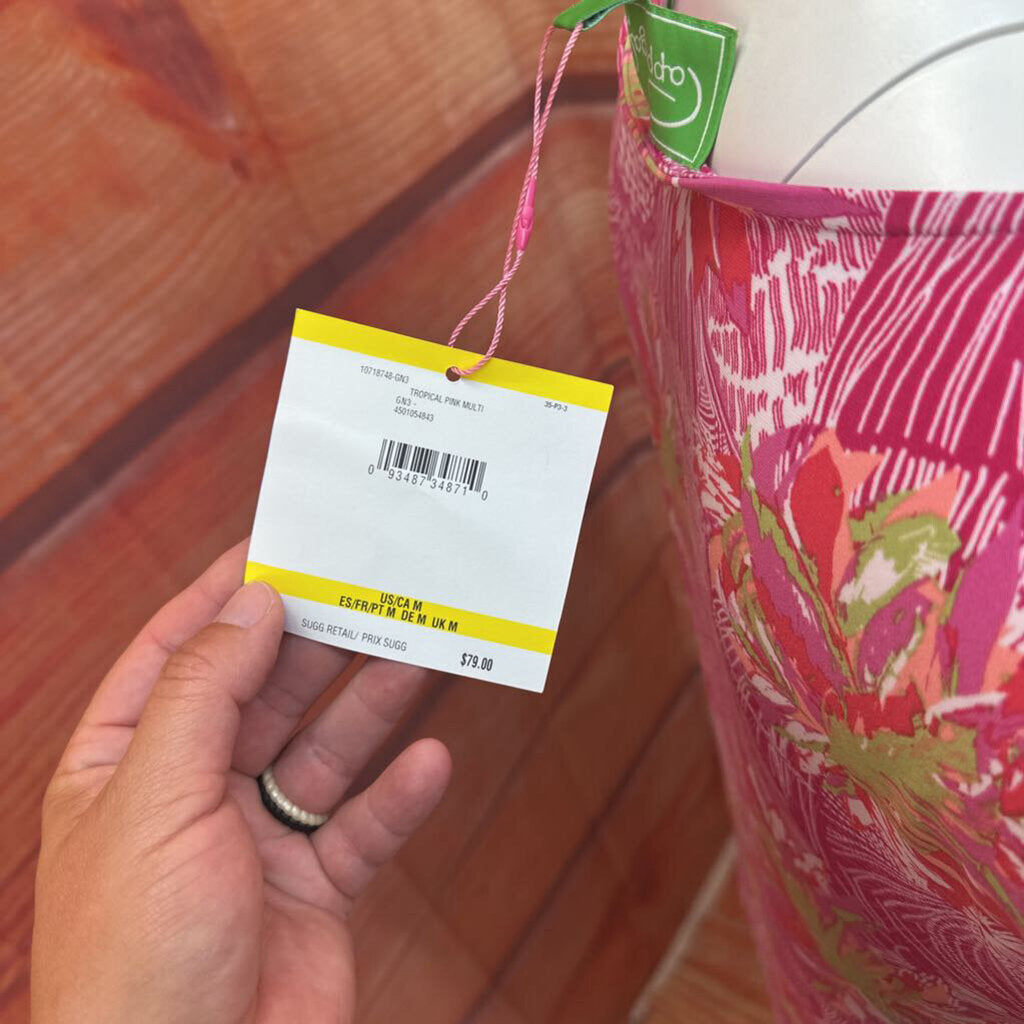 10718748-GN3
TROPICAL PINK MULTI
35-P3-3
GN3 -
4501054843
0 93487 34871 0
US/CA M
ES/FR/PT M DE M UK M
SUGG RETAIL/ PRIX SUGG
$79.00